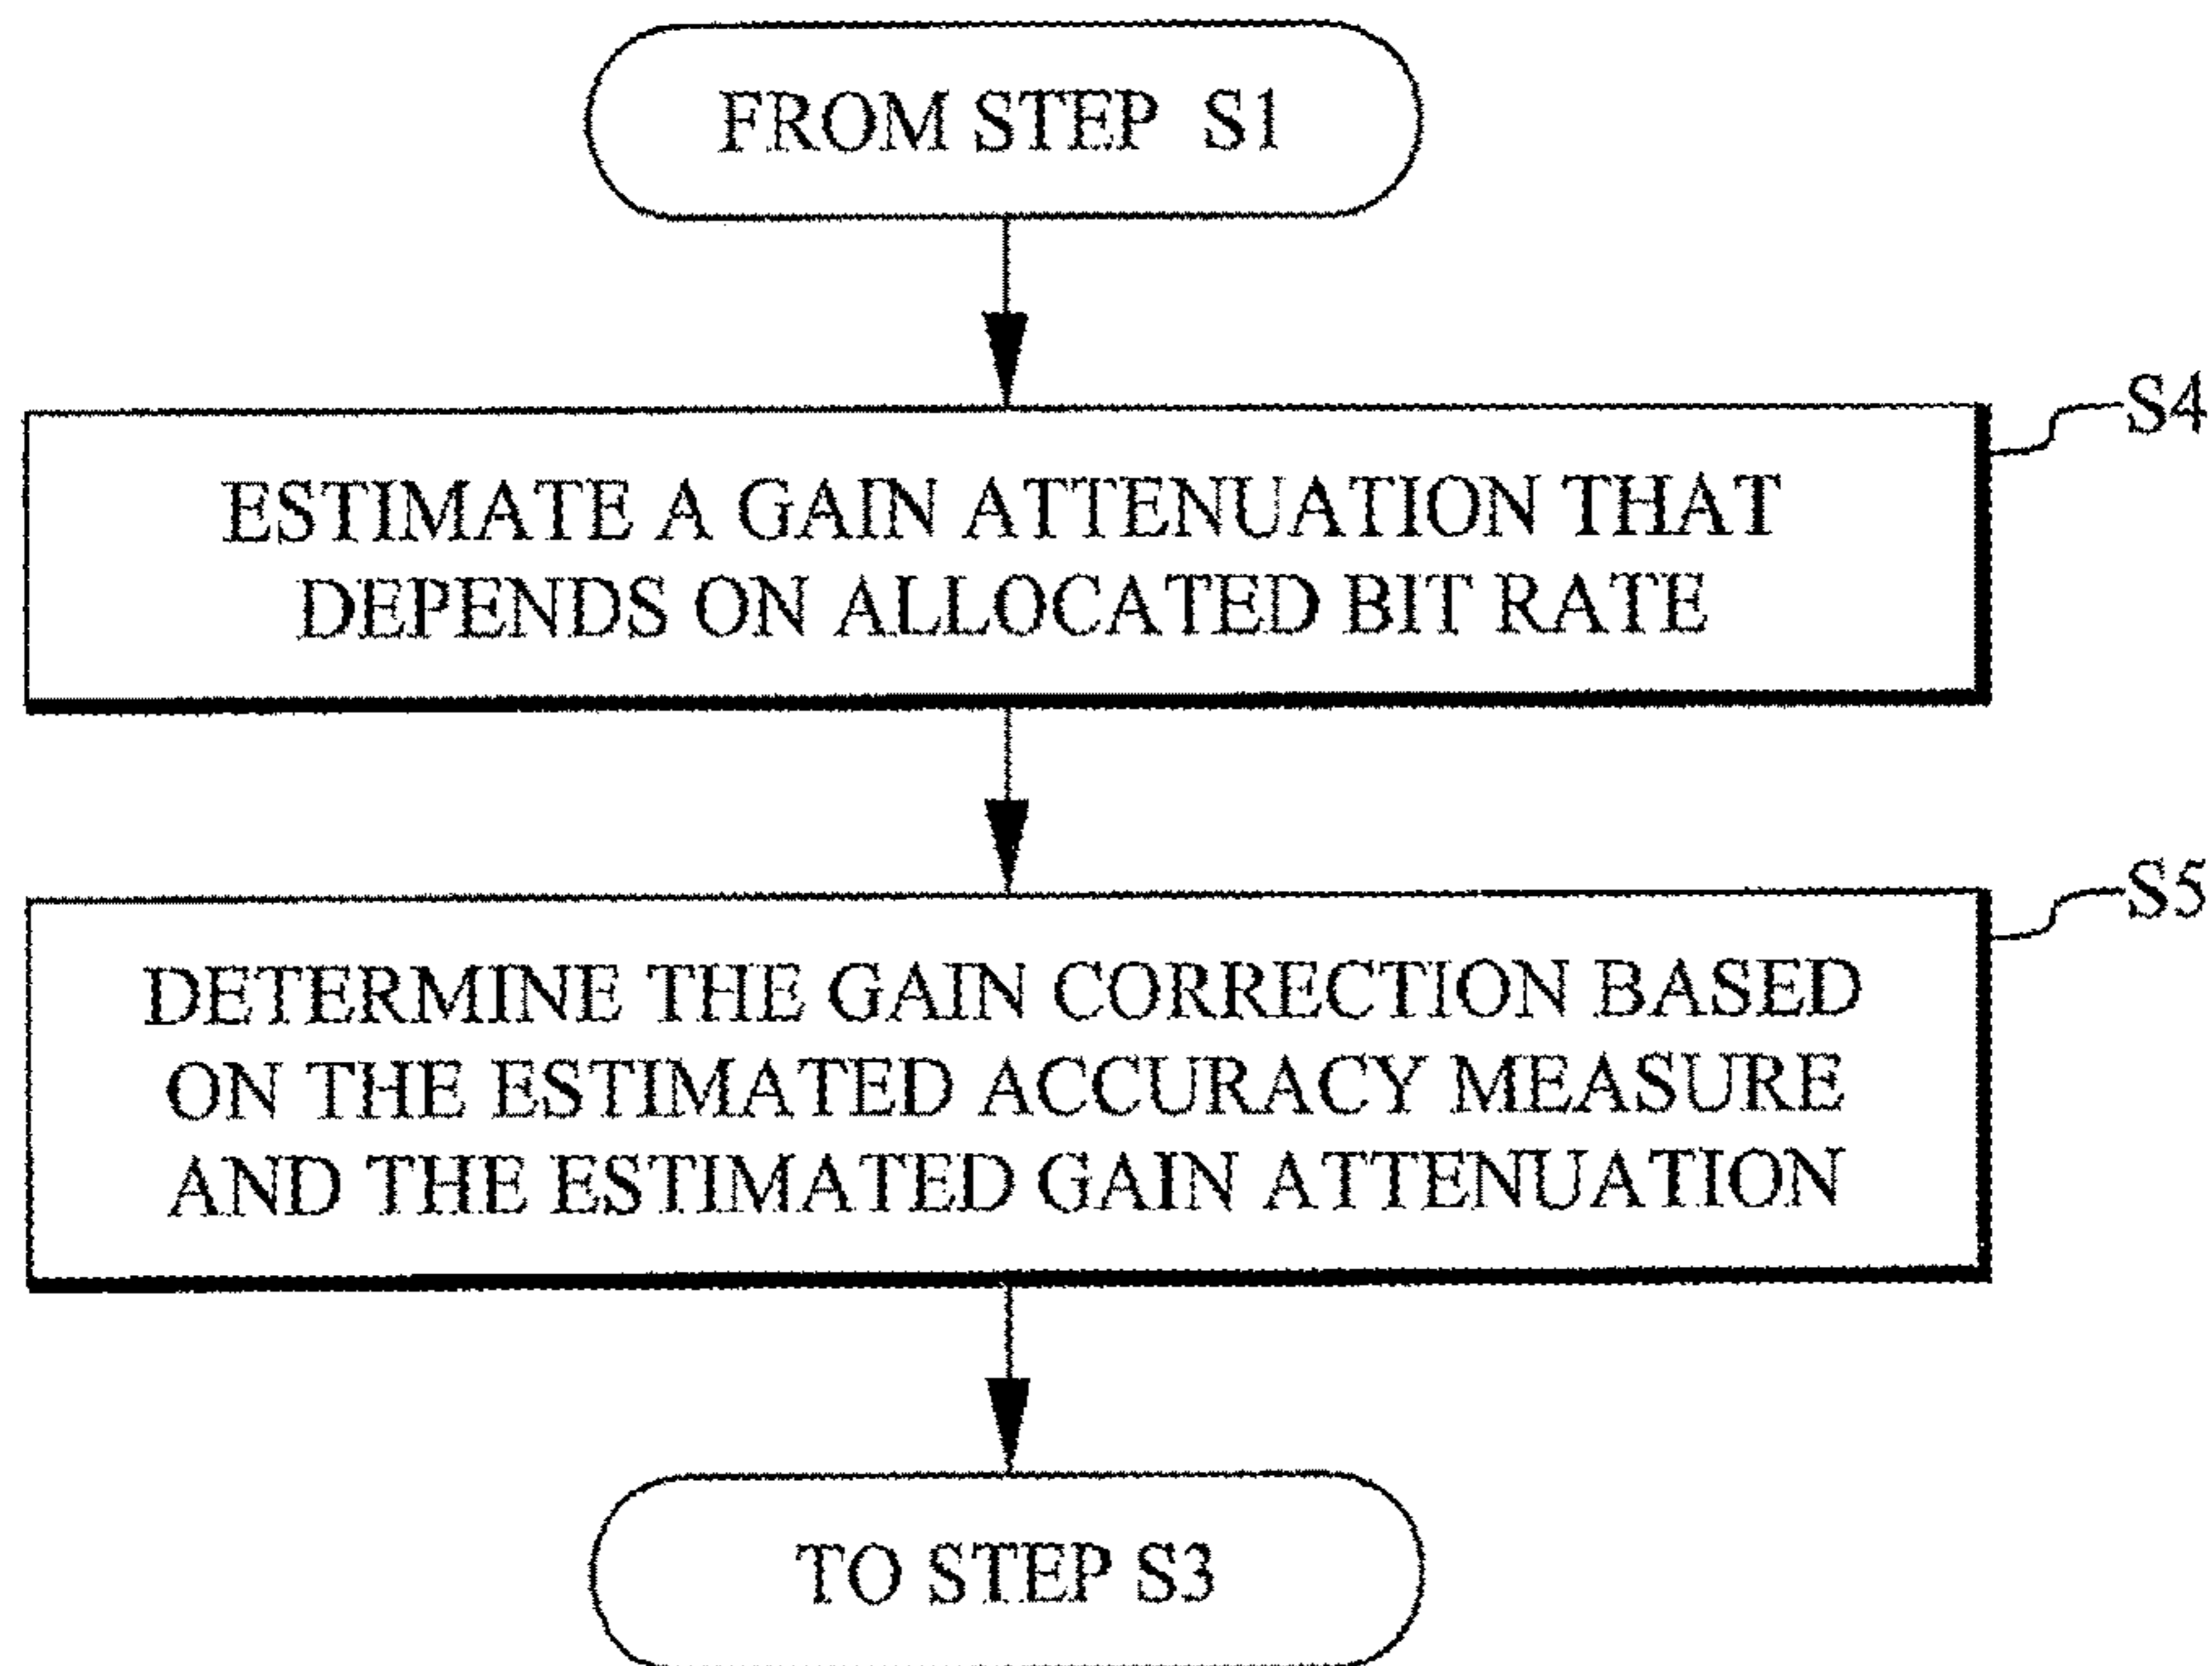 FROM STEP S1
S4
ESTIMATE A GAIN ATTENUATION THAT
DEPENDS ON ALLOCATED BIT RATE
S5
DETERMINE THE GAIN CORRECTION BASED
ON THE ESTIMATED ACCURACY MEASURE
AND THE ESTIMATED GAIN ATTENUATION
TO STEP S3